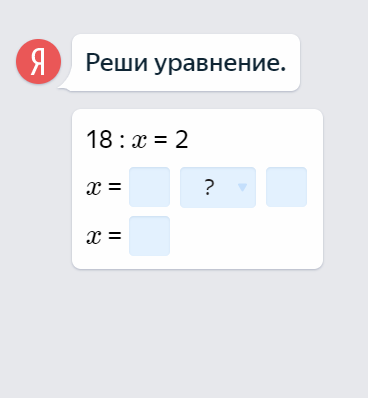 Я
Реши уравнение.
18 : x = 2
x = ?
x =